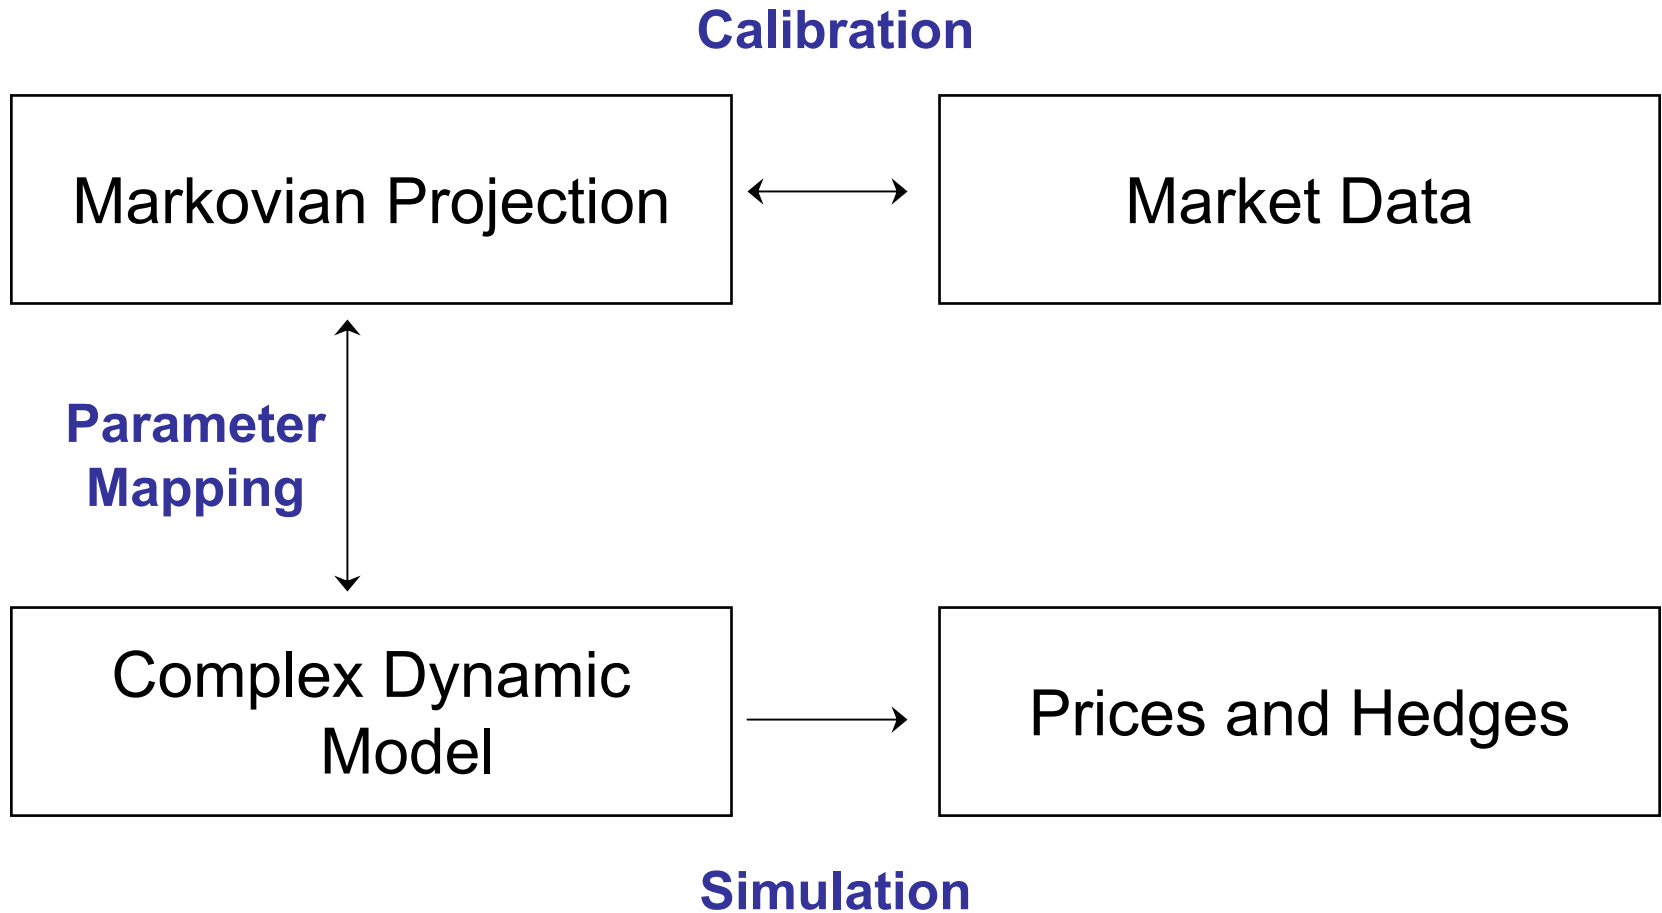 Calibration
Markovian Projection
Market Data
Parameter
Mapping
Complex Dynamic
Model
Prices and Hedges
Simulation